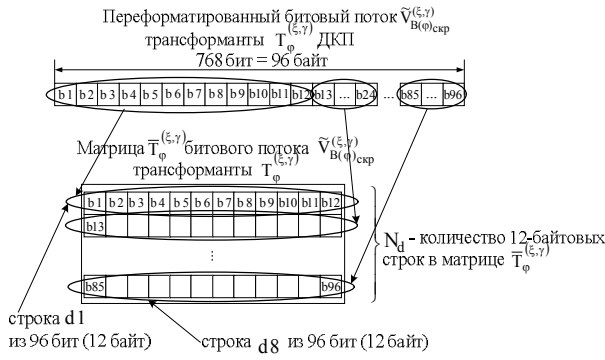 Переформатированный битовый поток Ṽ_{B(φ)скр}^{(ξ,γ)}
трансформанты T_φ^{(ξ,γ)} ДКП
768 бит = 96 байт
b1 b2 b3 b4 b5 b6 b7 b8 b9 b10 b11 b12 b13 ... b24 ... b85 ... b96
Матрица T̅_φ^{(ξ,γ)} битового потока Ṽ_{B(φ)скр}^{(ξ,γ)}
трансформанты T_φ^{(ξ,γ)}
b1 b2 b3 b4 b5 b6 b7 b8 b9 b10 b11 b12
b13
⋮
b85 b96
N_d - количество 12-байтовых
строк в матрице T̅_φ^{(ξ,γ)}
строка d1
из 96 бит (12 байт)
строка d8 из 96 бит (12 байт)